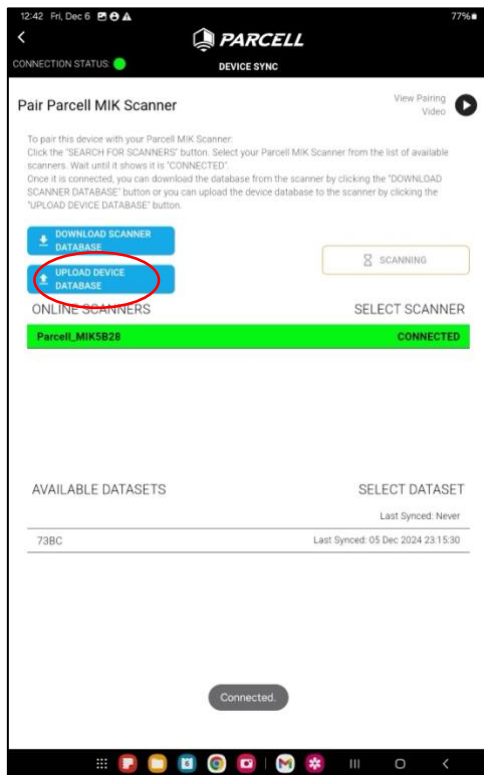 12:42 Fri, Dec 6
77%
PARCELL
CONNECTION STATUS:
DEVICE SYNC
Pair Parcell MIK Scanner
View Pairing
Video
To pair this device with your Parcell MIK Scanner:
Click the "SEARCH FOR SCANNERS" button. Select your Parcell MIK Scanner from the list of available
scanners. Wait until it shows it is "CONNECTED".
Once it is connected, you can download the database from the scanner by clicking the "DOWNLOAD
SCANNER DATABASE" button or you can upload the device database to the scanner by clicking the
"UPLOAD DEVICE DATABASE" button.
DOWNLOAD SCANNER
DATABASE
UPLOAD DEVICE
DATABASE
SCANNING
ONLINE SCANNERS
SELECT SCANNER
Parcell_MIK5B28
CONNECTED
AVAILABLE DATASETS
SELECT DATASET
Last Synced: Never
73BC
Last Synced: 05 Dec 2024 23:15:30
Connected.